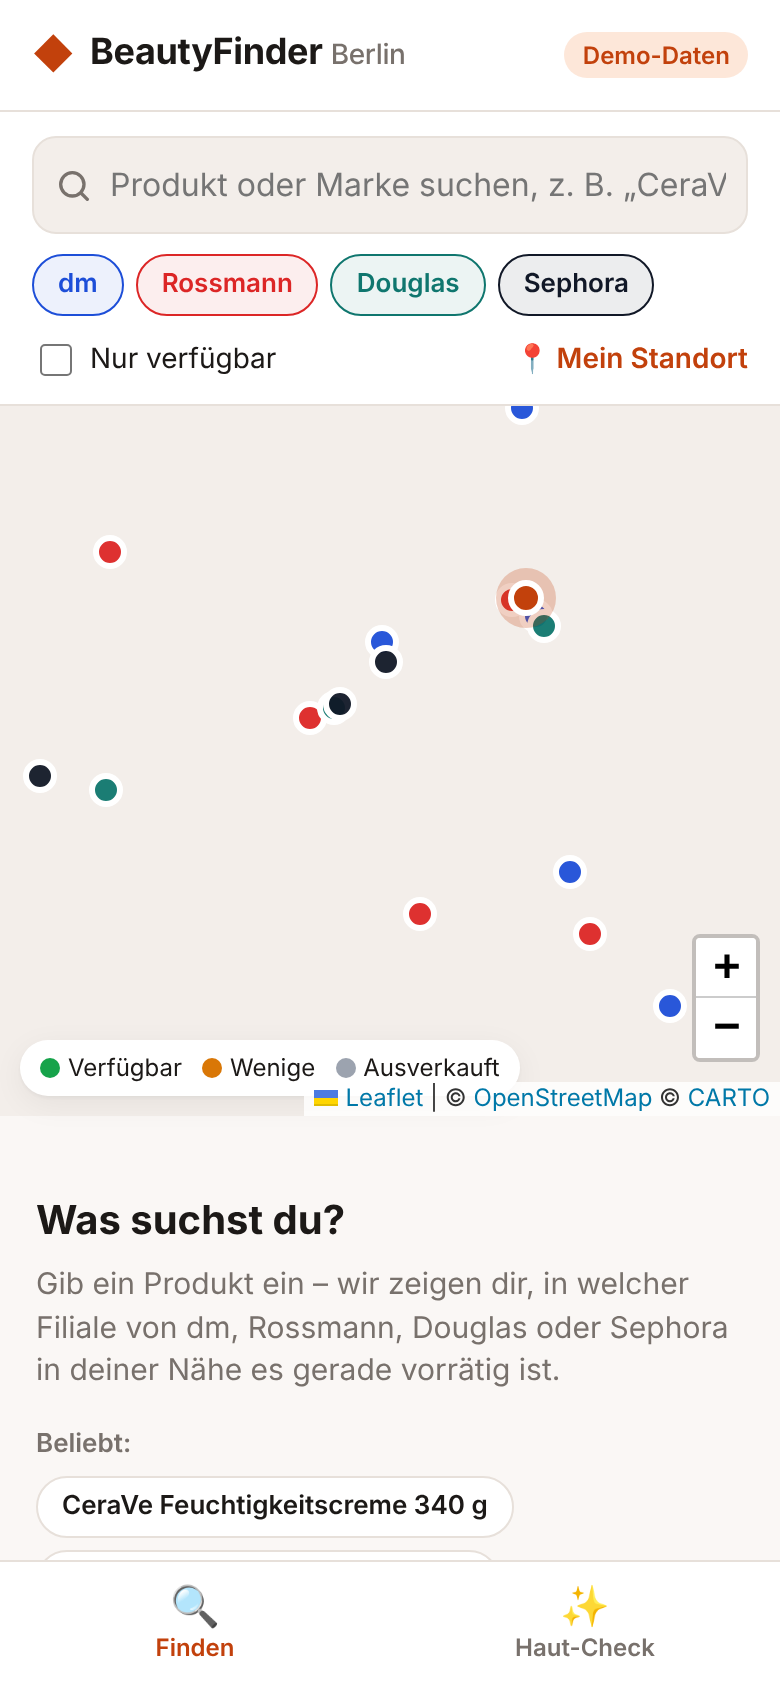 BeautyFinder Berlin
Demo-Daten
Produkt oder Marke suchen, z. B. „CeraV
dm
Rossmann
Douglas
Sephora
Nur verfügbar
Mein Standort
+
−
Verfügbar
Wenige
Ausverkauft
Leaflet | © OpenStreetMap © CARTO
Was suchst du?
Gib ein Produkt ein – wir zeigen dir, in welcher
Filiale von dm, Rossmann, Douglas oder Sephora
in deiner Nähe es gerade vorrätig ist.
Beliebt:
CeraVe Feuchtigkeitscreme 340 g
Finden
Haut-Check